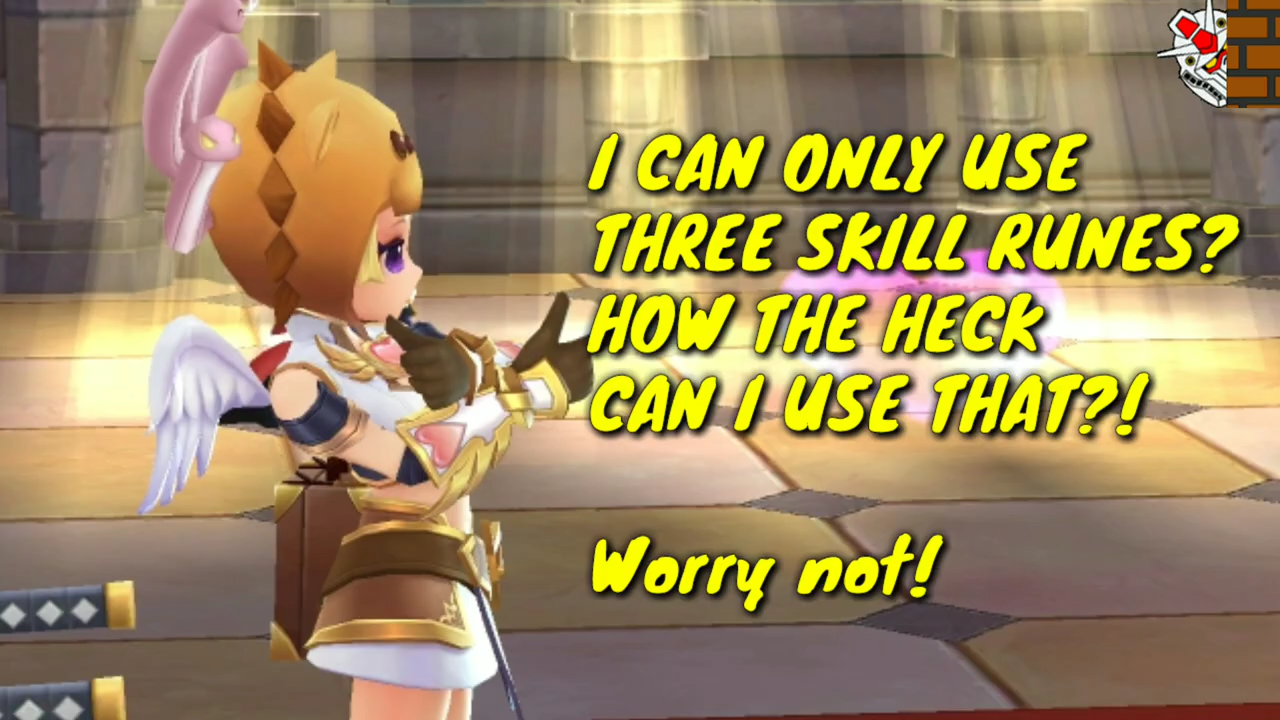 I CAN ONLY USE
THREE SKILL RUNES?
HOW THE HECK
CAN I USE THAT?!
Worry not!